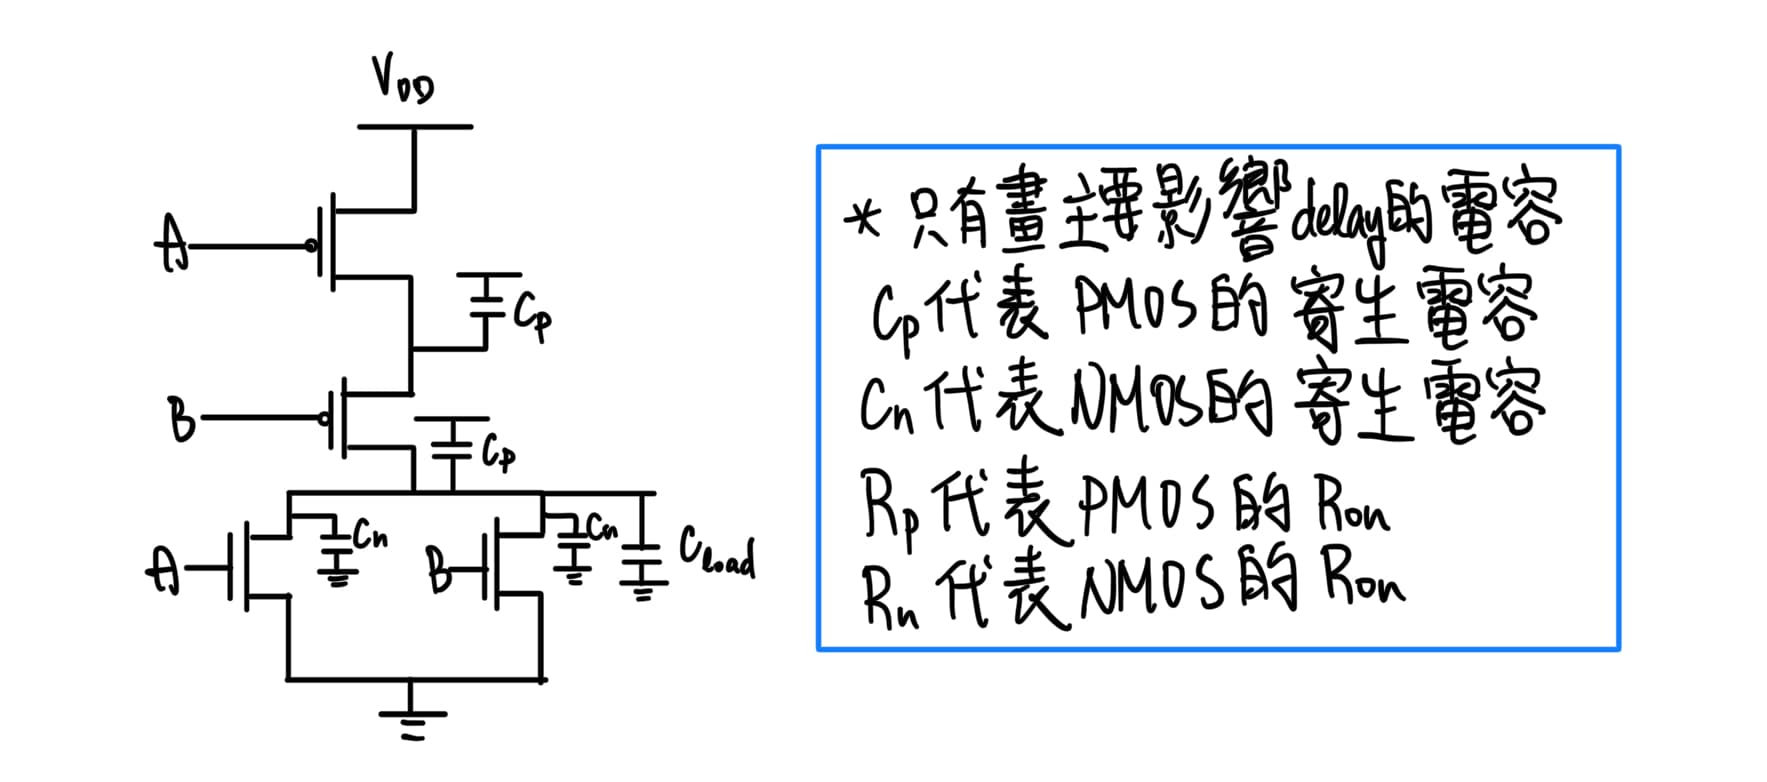 V_DD
A
Cp
B
Cp
A
Cn
B
Cn
Cload
* 只有畫主要影響delay的電容
Cp代表 PMOS的寄生電容
Cn代表NMOS的寄生電容
Rp代表PMOS的Ron
Rn代表NMOS的Ron